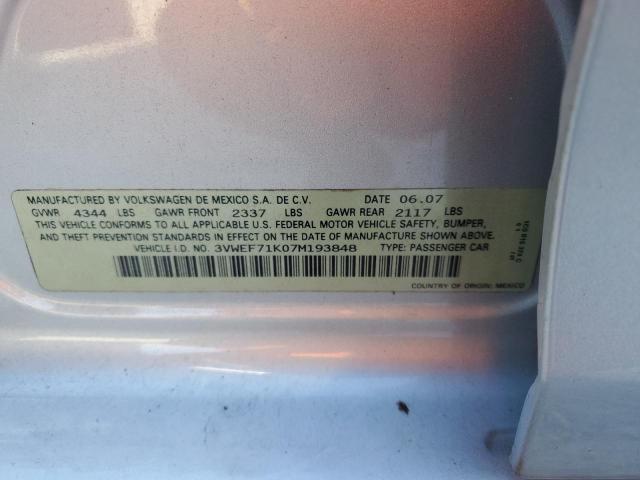 MANUFACTURED BY VOLKSWAGEN DE MEXICO S.A. DE C.V. DATE 06.07
GVWR 4344 LBS GAWR FRONT 2337 LBS GAWR REAR 2117 LBS
THIS VEHICLE CONFORMS TO ALL APPLICABLE U.S. FEDERAL MOTOR VEHICLE SAFETY, BUMPER,
AND THEFT PREVENTION STANDARDS IN EFFECT ON THE DATE OF MANUFACTURE SHOWN ABOVE.
VEHICLE I.D. NO. 3VWEF71K07M193848 TYPE: PASSENGER CAR
COUNTRY OF ORIGIN: MEXICO